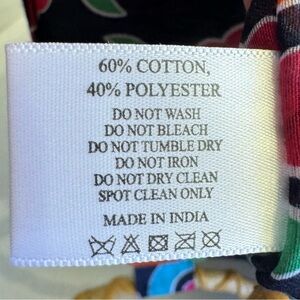 60% COTTON,
40% POLYESTER
DO NOT WASH
DO NOT BLEACH
DO NOT TUMBLE DRY
DO NOT IRON
DO NOT DRY CLEAN
SPOT CLEAN ONLY
MADE IN INDIA